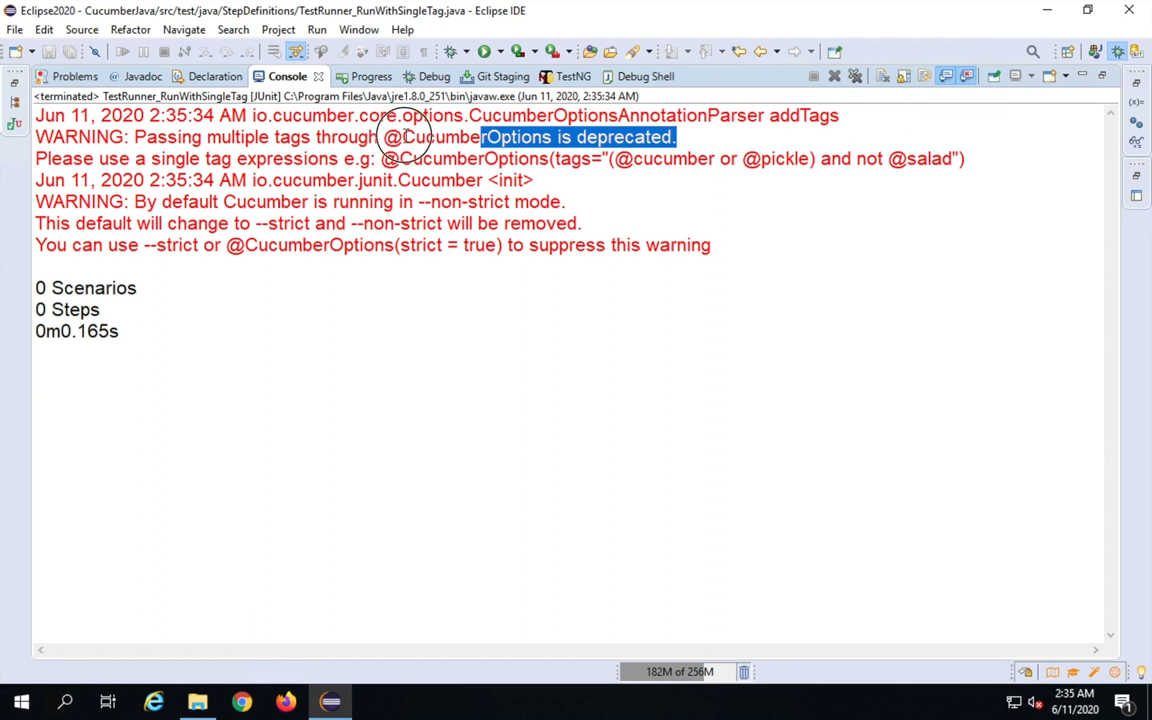 Eclipse2020 - CucumberJava/src/test/java/StepDefinitions/TestRunner_RunWithSingleTag.java - Eclipse IDE
File Edit Source Refactor Navigate Search Project Run Window Help
Problems Javadoc Declaration Console Progress Debug Git Staging TestNG Debug Shell
<terminated> TestRunner_RunWithSingleTag [JUnit] C:\Program Files\Java\jre1.8.0_251\bin\javaw.exe (Jun 11, 2020, 2:35:34 AM)
Jun 11, 2020 2:35:34 AM io.cucumber.core.options.CucumberOptionsAnnotationParser addTags
WARNING: Passing multiple tags through @CucumberOptions is deprecated.
Please use a single tag expressions e.g: @CucumberOptions(tags="(@cucumber or @pickle) and not @salad")
Jun 11, 2020 2:35:34 AM io.cucumber.junit.Cucumber <init>
WARNING: By default Cucumber is running in --non-strict mode.
This default will change to --strict and --non-strict will be removed.
You can use --strict or @CucumberOptions(strict = true) to suppress this warning
0 Scenarios
0 Steps
0m0.165s
182M of 256M
2:35 AM
6/11/2020
1